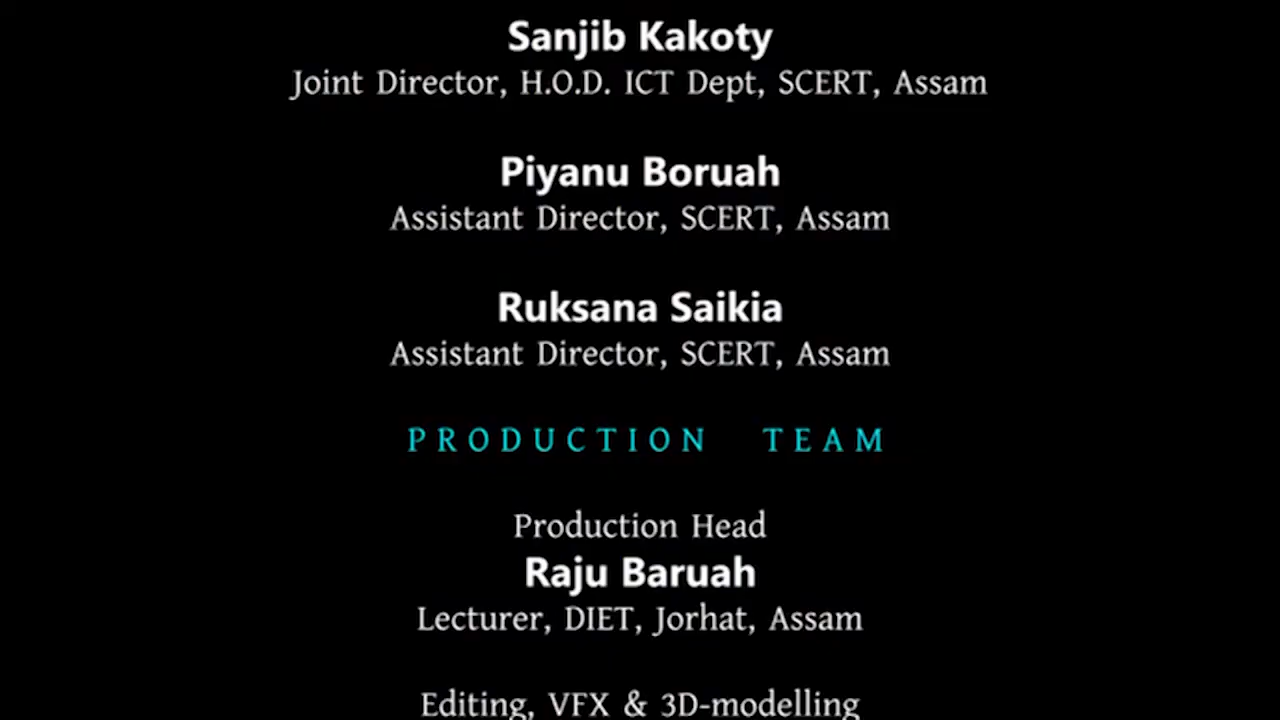 Sanjib Kakoty
Joint Director, H.O.D. ICT Dept, SCERT, Assam
Piyanu Boruah
Assistant Director, SCERT, Assam
Ruksana Saikia
Assistant Director, SCERT, Assam
PRODUCTION TEAM
Production Head
Raju Baruah
Lecturer, DIET, Jorhat, Assam
Editing, VFX & 3D-modelling